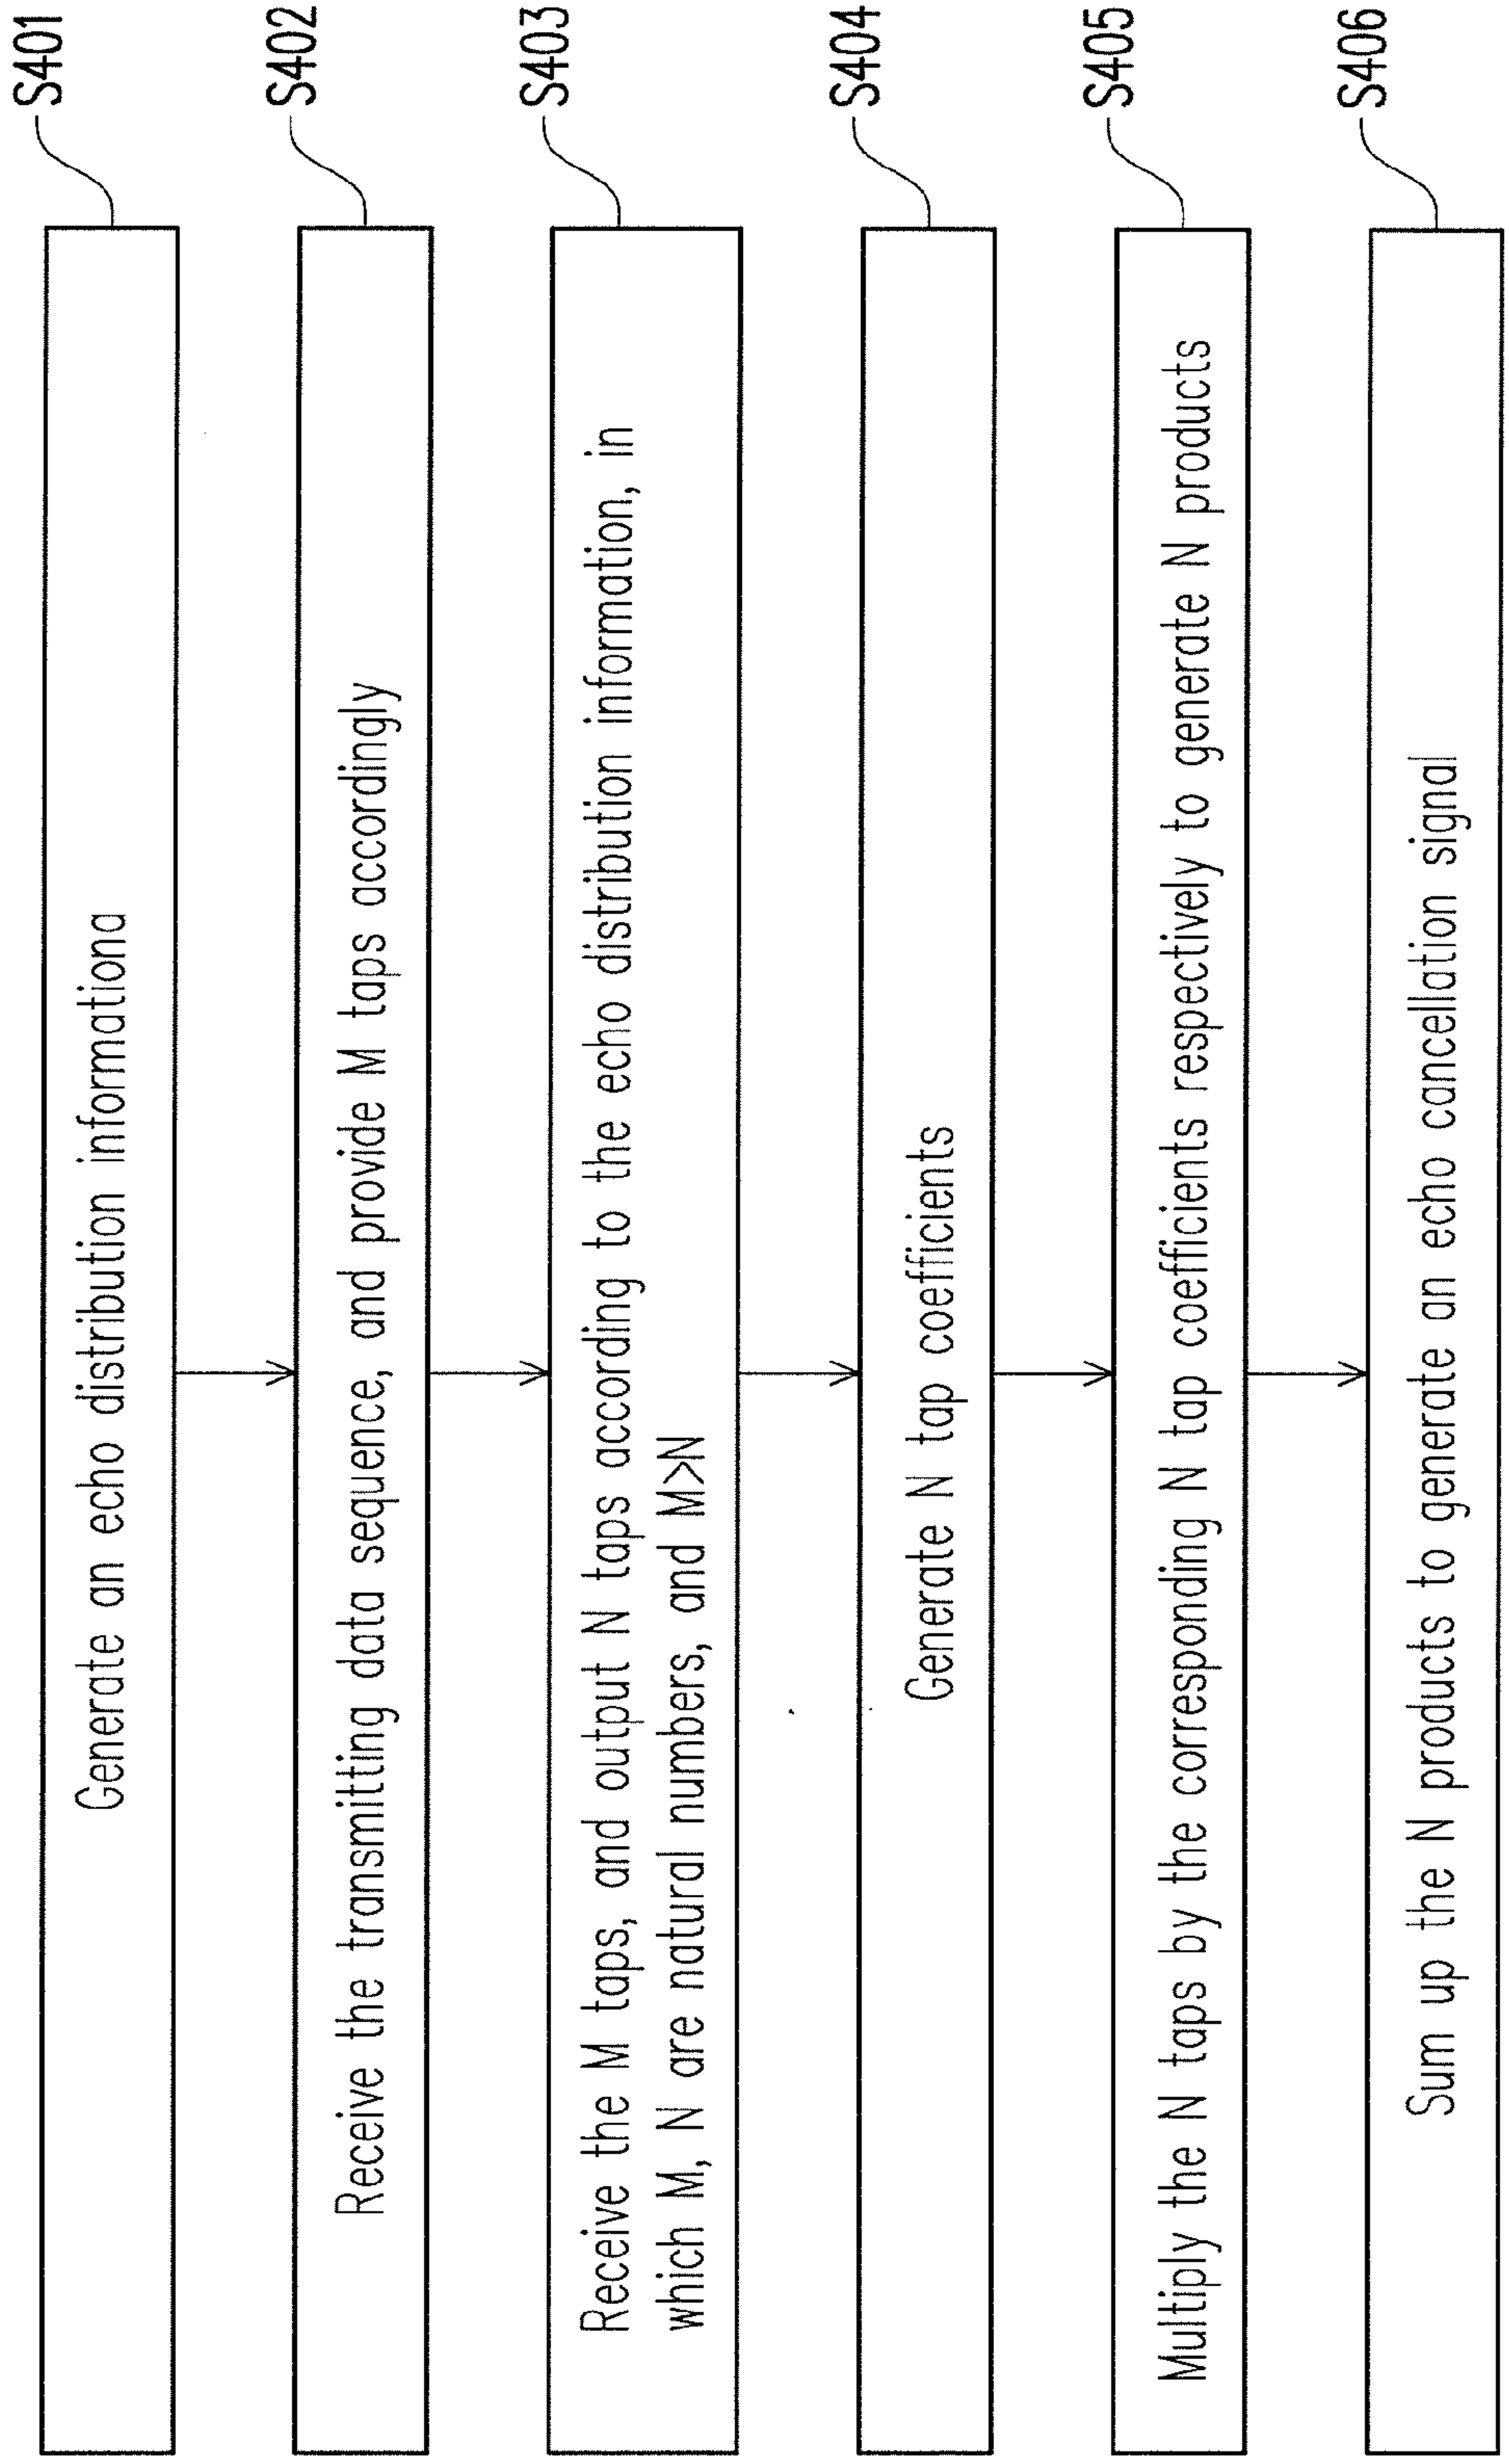 Generate an echo distribution informationa
S401
Receive the transmitting data sequence, and provide M taps accordingly
S402
Receive the M taps, and output N taps according to the echo distribution information, in
which M, N are natural numbers, and M>N
S403
Generate N tap coefficients
S404
Multiply the N taps by the corresponding N tap coefficients respectively to generate N products
S405
Sum up the N products to generate an echo cancellation signal
S406